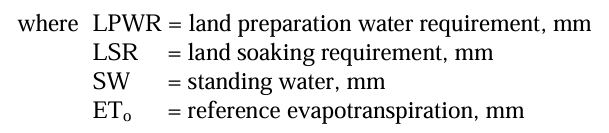 where LPWR = land preparation water requirement, mm
LSR = land soaking requirement, mm
SW = standing water, mm
ETₒ = reference evapotranspiration, mm